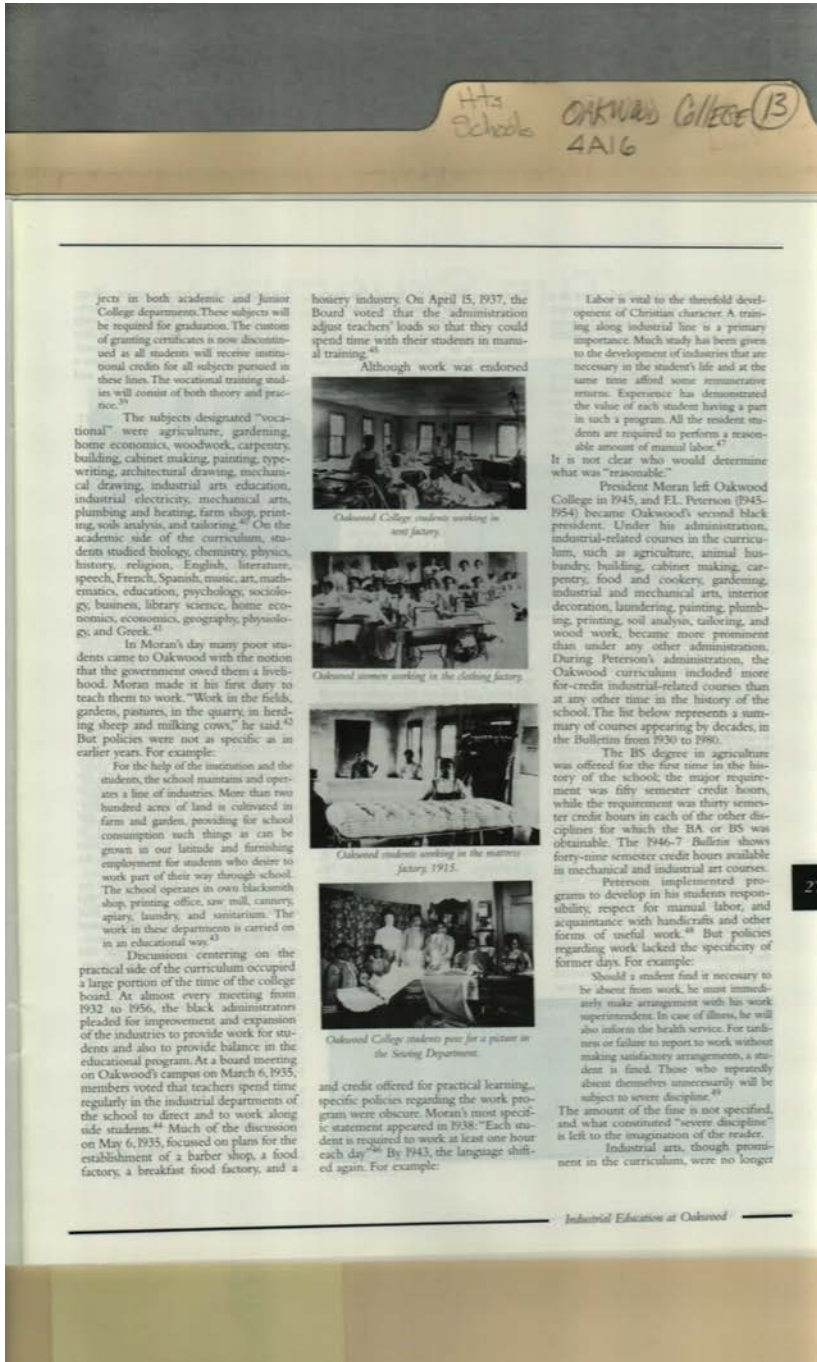 Hts
Schools
OAKWOOD COllEGE 13
4A16
jects in both academic and Junior
College departments. These subjects will
be required for graduation. The custom
of granting certificates is now discontin-
ued as all students will receive institu-
tional credits for all subjects pursued in
these lines. The vocational training stud-
ies will consist of both theory and prac-
tice.39
The subjects designated "voca-
tional" were agriculture, gardening,
home economics, woodwork, carpentry,
building, cabinet making, painting, type-
writing, architectural drawing, mechani-
cal drawing, industrial arts education,
industrial electricity, mechanical arts,
plumbing and heating, farm shop, print-
ing, soils analysis, and tailoring.40 On the
academic side of the curriculum, stu-
dents studied biology, chemistry, physics,
history, religion, English, literature,
speech, French, Spanish, music, art, math-
ematics, education, psychology, sociolo-
gy, business, library science, home eco-
nomics, economics, geography, physiolo-
gy, and Greek.41
In Moran's day many poor stu-
dents came to Oakwood with the notion
that the government owed them a liveli-
hood. Moran made it his first duty to
teach them to work. "Work in the fields,
gardens, pastures, in the quarry, in herd-
ing sheep and milking cows," he said.42
But policies were not as specific as in
earlier years. For example:
For the help of the institution and the
students, the school maintains and oper-
ates a line of industries. More than two
hundred acres of land is cultivated in
farm and garden, providing for school
consumption such things as can be
grown in our latitude and furnishing
employment for students who desire to
work part of their way through school.
The school operates in own blacksmith
shop, printing office, saw mill, cannery,
apiary, laundry, and sanitarium. The
work in these departments is carried on
in an educational way.43
Discussions centering on the
practical side of the curriculum occupied
a large portion of the time of the college
board. At almost every meeting from
1932 to 1956, the black administrators
pleaded for improvement and expansion
of the industries to provide work for stu-
dents and also to provide balance in the
educational program. At a board meeting
on Oakwood's campus on March 6, 1935,
members voted that teachers spend time
regularly in the industrial departments of
the school to direct and to work along
side students.44 Much of the discussion
on May 6, 1935, focussed on plans for the
establishment of a barber shop, a food
factory, a breakfast food factory, and a
hosiery industry. On April 15, 1937, the
Board voted that the administration
adjust teachers' loads so that they could
spend time with their students in manu-
al training.45
Although work was endorsed
Oakwood College students working in
tent factory.
Oakwood women working in the clothing factory.
Oakwood students working in the mattress
factory, 1915.
Oakwood College students pose for a picture in
the Sewing Department.
and credit offered for practical learning,
specific policies regarding the work pro-
gram were obscure. Moran's most specif-
ic statement appeared in 1938: "Each stu-
dent is required to work at least one hour
each day"46 By 1943, the language shift-
ed again. For example:
Labor is vital to the threefold devel-
opment of Christian character. A train-
ing along industrial line is a primary
importance. Much study has been given
to the development of industries that are
necessary in the student's life and at the
same time afford some remunerative
returns. Experience has demonstrated
the value of each student having a part
in such a program. All the resident stu-
dents are required to perform a reason-
able amount of manual labor.47
It is not clear who would determine
what was "reasonable."
President Moran left Oakwood
College in 1945, and F.L. Peterson (1945-
1954) became Oakwood's second black
president. Under his administration,
industrial-related courses in the curricu-
lum, such as agriculture, animal hus-
bandry, building, cabinet making, car-
pentry, food and cookery, gardening,
industrial and mechanical arts, interior
decoration, laundering, painting, plumb-
ing, printing, soil analysis, tailoring, and
wood work, became more prominent
than under any other administration.
During Peterson's administration, the
Oakwood curriculum included more
for-credit industrial-related courses than
at any other time in the history of the
school. The list below represents a sum-
mary of courses appearing by decades, in
the Bulletins from 1930 to 1980.
The BS degree in agriculture
was offered for the first time in the his-
tory of the school; the major require-
ment was fifty semester credit hours,
while the requirement was thirty semes-
ter credit hours in each of the other dis-
ciplines for which the BA or BS was
obtainable. The 1946-7 Bulletin shows
forty-nine semester credit hours available
in mechanical and industrial art courses.
Peterson implemented pro-
grams to develop in his students respon-
sibility, respect for manual labor, and
acquaintance with handicrafts and other
forms of useful work.48 But policies
regarding work lacked the specificity of
former days. For example:
Should a student find it necessary to
be absent from work, he must immedi-
ately make arrangement with his work
superintendent. In case of illness, he will
also inform the health service. For tardi-
ness or failure to report to work without
making satisfactory arrangements, a stu-
dent is fined. Those who repeatedly
absent themselves unnecessarily will be
subject to severe discipline.49
The amount of the fine is not specified,
and what constituted "severe discipline"
is left to the imagination of the reader.
Industrial arts, though promi-
nent in the curriculum, were no longer
Industrial Education at Oakwood